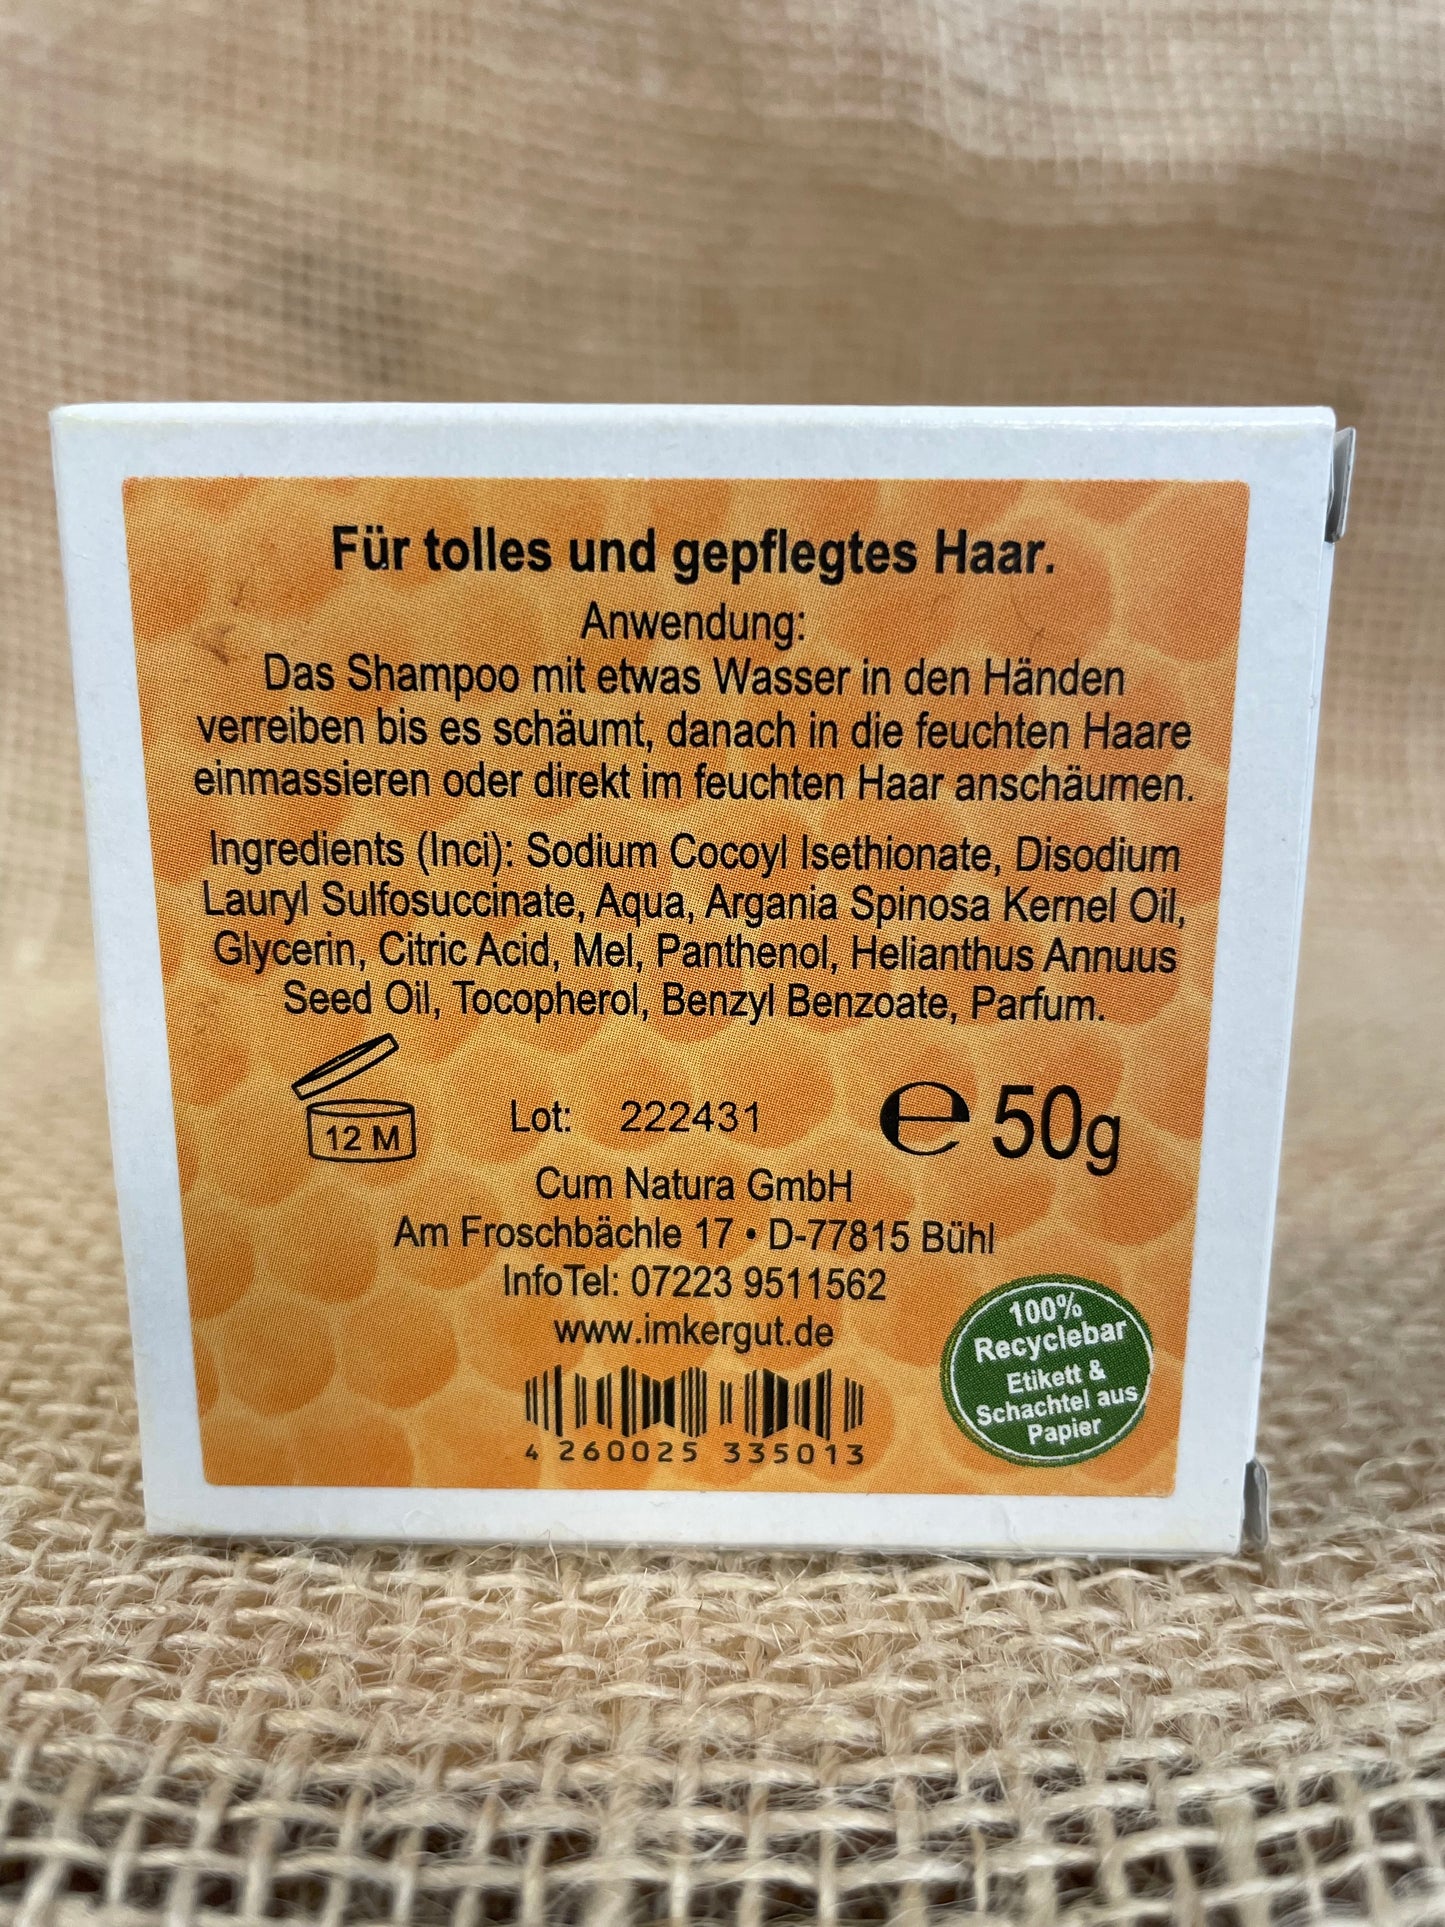 Für tolles und gepflegtes Haar.
Anwendung:
Das Shampoo mit etwas Wasser in den Händen
verreiben bis es schäumt, danach in die feuchten Haare
einmassieren oder direkt im feuchten Haar anschäumen.
Ingredients (Inci): Sodium Cocoyl Isethionate, Disodium
Lauryl Sulfosuccinate, Aqua, Argania Spinosa Kernel Oil,
Glycerin, Citric Acid, Mel, Panthenol, Helianthus Annuus
Seed Oil, Tocopherol, Benzyl Benzoate, Parfum.
12 M
Lot: 222431
℮ 50g
Cum Natura GmbH
Am Froschbächle 17 • D-77815 Bühl
InfoTel: 07223 9511562
www.imkergut.de
4 260025 335013
100%
Recyclebar
Etikett &
Schachtel aus
Papier